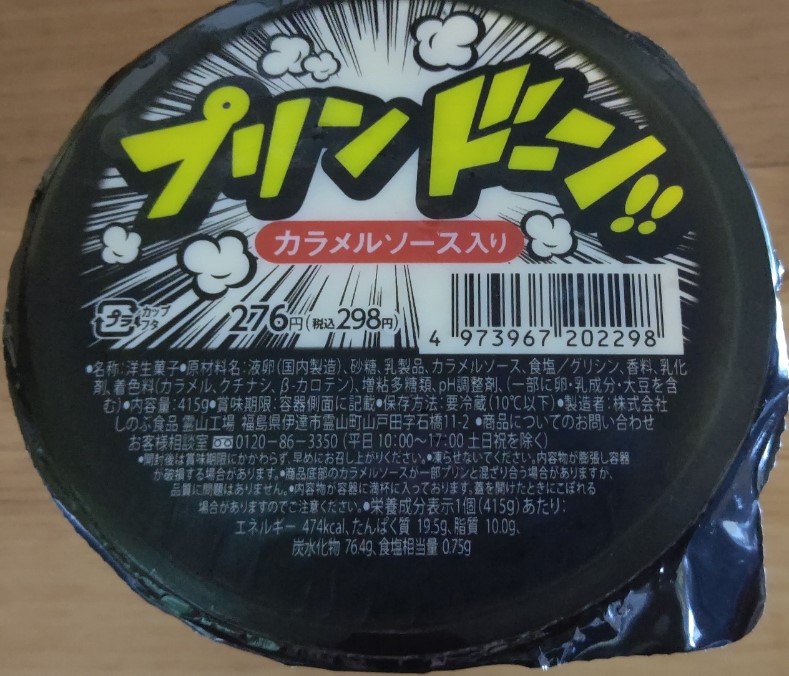 プリンドーン!!
カラメルソース入り
プラ
カップ
フタ
276円(税込298円)
4 973967 202298
•名称:洋生菓子•原材料名:液卵(国内製造)、砂糖、乳製品、カラメルソース、食塩/グリシン、香料、乳化
剤、着色料(カラメル、クチナシ、β-カロテン)、増粘多糖類、pH調整剤、(一部に卵・乳成分・大豆を含
む)•内容量:415g•賞味期限:容器側面に記載•保存方法:要冷蔵(10℃以下)•製造者:株式会社
しのぶ食品 霊山工場 福島県伊達市霊山町山戸田字石橋11-2 •商品についてのお問い合わせ
お客様相談室 0120-86-3350 (平日 10:00〜17:00 土日祝を除く)
•開封後は賞味期限にかかわらず、早めにお召し上がりください。•凍らせないでください。内容物が膨張し容器
が破損する場合があります。•商品底部のカラメルソースが一部プリンと混ざり合う場合がありますが、
品質に問題はありません。•内容物が容器に満杯に入っております。蓋を開けたときにこぼれる
場合がありますのでご注意ください。•栄養成分表示1個(415g)あたり:
エネルギー 474kcal、たんぱく質 19.5g、脂質 10.0g、
炭水化物 76.4g、食塩相当量 0.75g